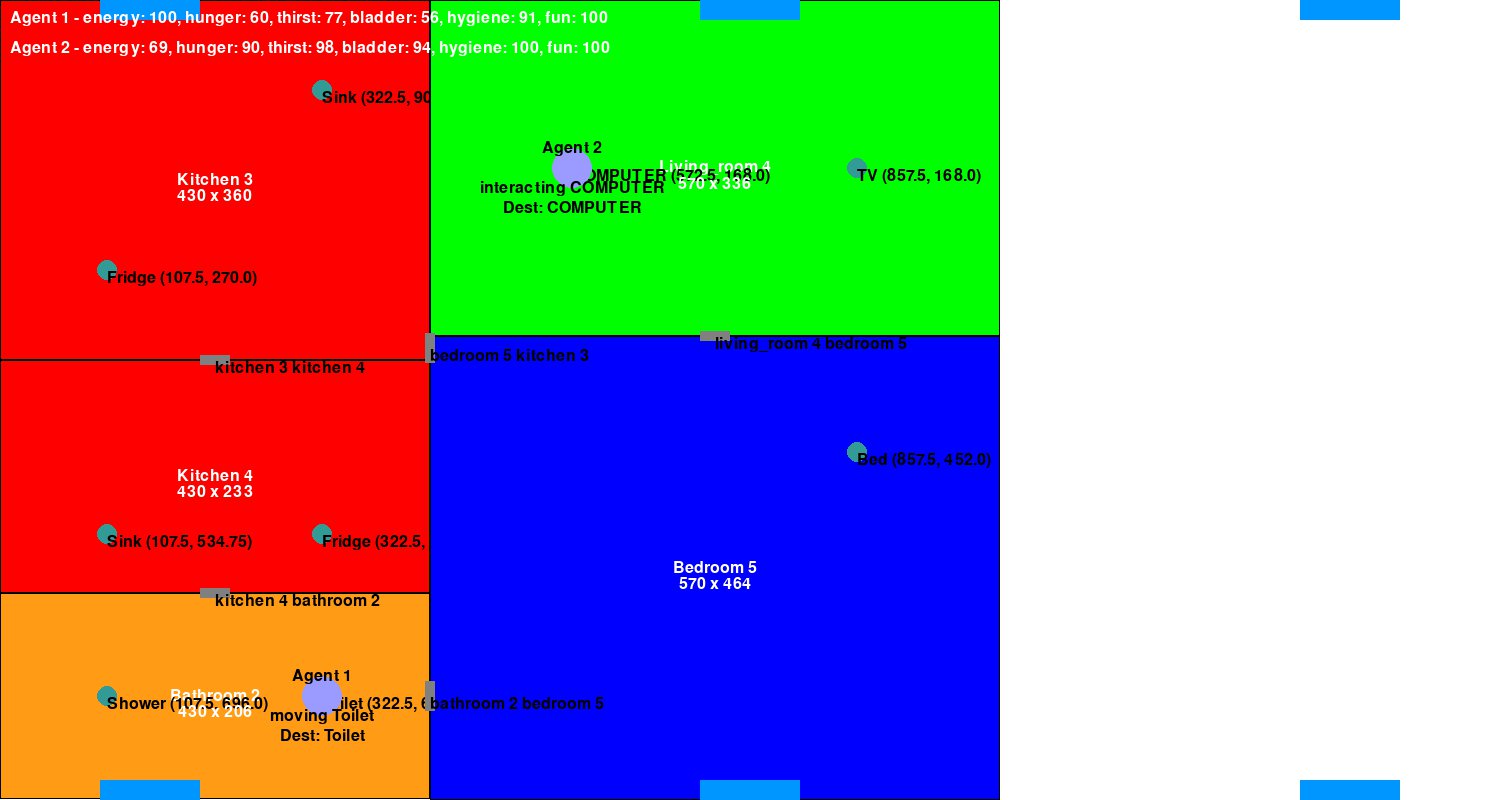 Agent 1 - energy: 100, hunger: 60, thirst: 77, bladder: 56, hygiene: 91, fun: 100
Agent 2 - energy: 69, hunger: 90, thirst: 98, bladder: 94, hygiene: 100, fun: 100
Sink (322.5, 90
Agent 2
Living_room 4
570 x 336
OMPUTER (572.5, 168.0)
TV (857.5, 168.0)
interacting COMPUTER
Dest: COMPUTER
Kitchen 3
430 x 360
Fridge (107.5, 270.0)
living_room 4 bedroom 5
bedroom 5 kitchen 3
kitchen 3 kitchen 4
Bed (857.5, 452.0)
Kitchen 4
430 x 233
Sink (107.5, 534.75)
Fridge (322.5,
Bedroom 5
570 x 464
kitchen 4 bathroom 2
Agent 1
Bathroom 2
430 x 206
Shower (107.5, 696.0)
ilet (322.5, 6
bathroom 2 bedroom 5
moving Toilet
Dest: Toilet